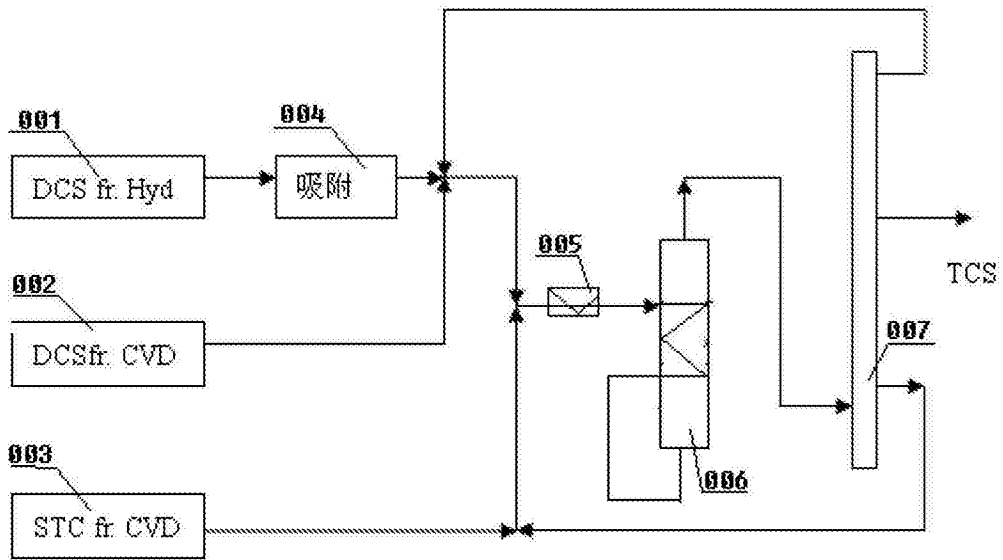 001
DCS fr. Hyd
004
吸附
002
DCSfr. CVD
003
STC fr. CVD
005
006
007
TCS